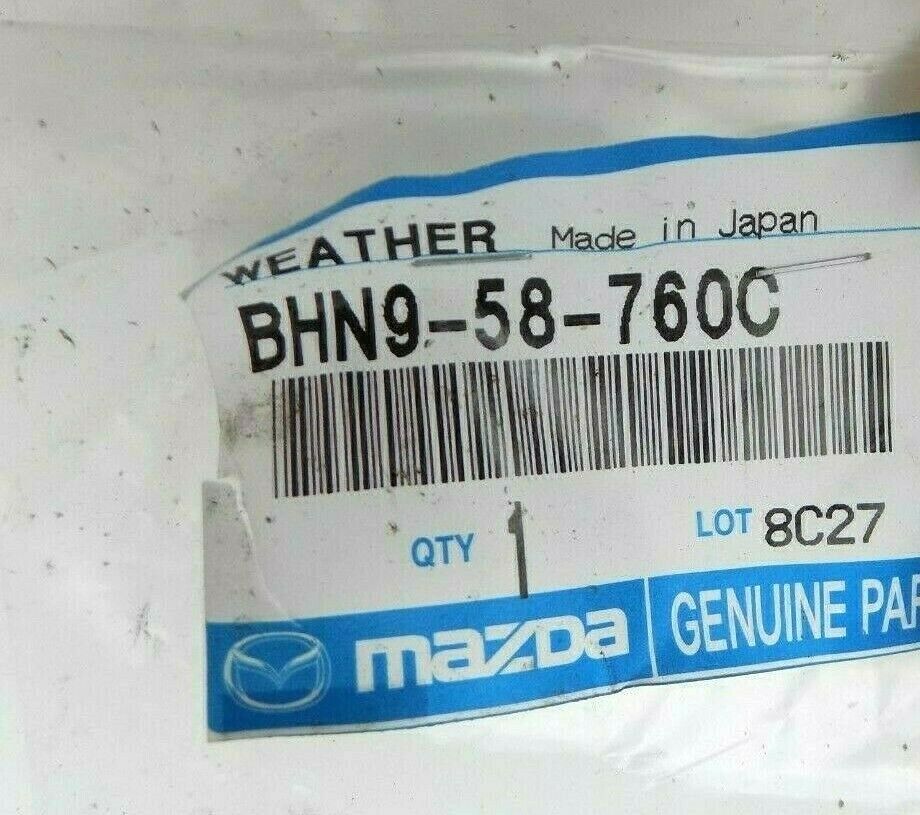 WEATHER Made in Japan
BHN9-58-760C
QTY 1 LOT 8C27
mazda GENUINE PAR